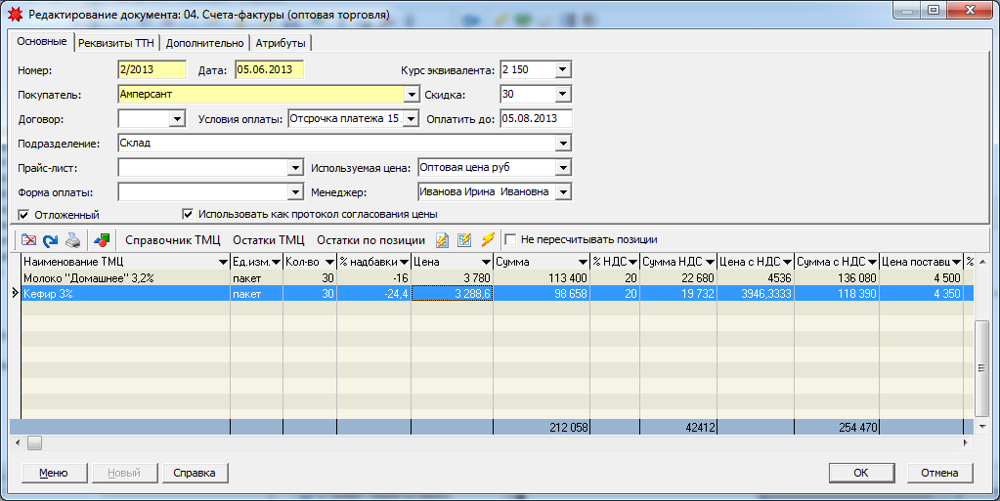 Редактирование документа: 04. Счета-фактуры (оптовая торговля)
Основные Реквизиты ТТН Дополнительно Атрибуты
Номер: 2/2013 Дата: 05.06.2013 Курс эквивалента: 2 150
Покупатель: Амперсант Скидка: 30
Договор: Условия оплаты: Отсрочка платежа 15 Оплатить до: 05.08.2013
Подразделение: Склад
Прайс-лист: Используемая цена: Оптовая цена руб
Форма оплаты: Менеджер: Иванова Ирина Ивановна
Отложенный Использовать как протокол согласования цены
Справочник ТМЦ Остатки ТМЦ Остатки по позиции Не пересчитывать позиции
Наименование ТМЦ Ед.изм. Кол-во % надбавки Цена Сумма % НДС Сумма НДС Цена с НДС Сумма с НДС Цена поставщ %
Молоко "Домашнее" 3,2% пакет 30 -16 3 780 113 400 20 22 680 4536 136 080 4 500
Кефир 3% пакет 30 -24,4 3 288,6 98 658 20 19 732 3946,3333 118 390 4 350
212 058 42412 254 470
Меню Новый Справка ОК Отмена